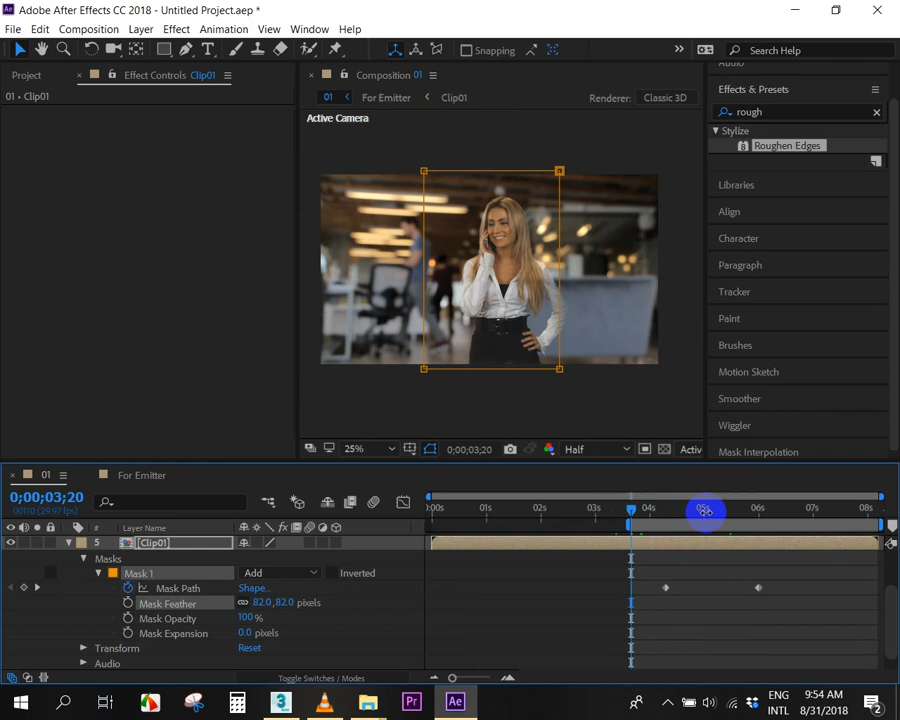 Adobe After Effects CC 2018 - Untitled Project.aep *
File Edit Composition Layer Effect Animation View Window Help
Snapping
Search Help
Project
Effect Controls Clip01
Composition 01
01 • Clip01
01
For Emitter
Clip01
Renderer:
Classic 3D
Active Camera
Audio
Effects & Presets
rough
Stylize
Roughen Edges
Libraries
Align
Character
Paragraph
Tracker
Paint
Brushes
Motion Sketch
Smoother
Wiggler
Mask Interpolation
25%
0;00;03;20
Half
Activ
01
For Emitter
0;00;03;20
00110 (29.97 fps)
0:00s 01s 02s 03s 04s 05s 06s 07s 08s
# Layer Name
5 [Clip01]
Masks
Mask 1
Add
Inverted
Mask Path
Shape...
Mask Feather
82.0,82.0 pixels
Mask Opacity
100%
Mask Expansion
0.0 pixels
Transform
Reset
Audio
Toggle Switches / Modes
ENG
INTL
9:54 AM
8/31/2018
2